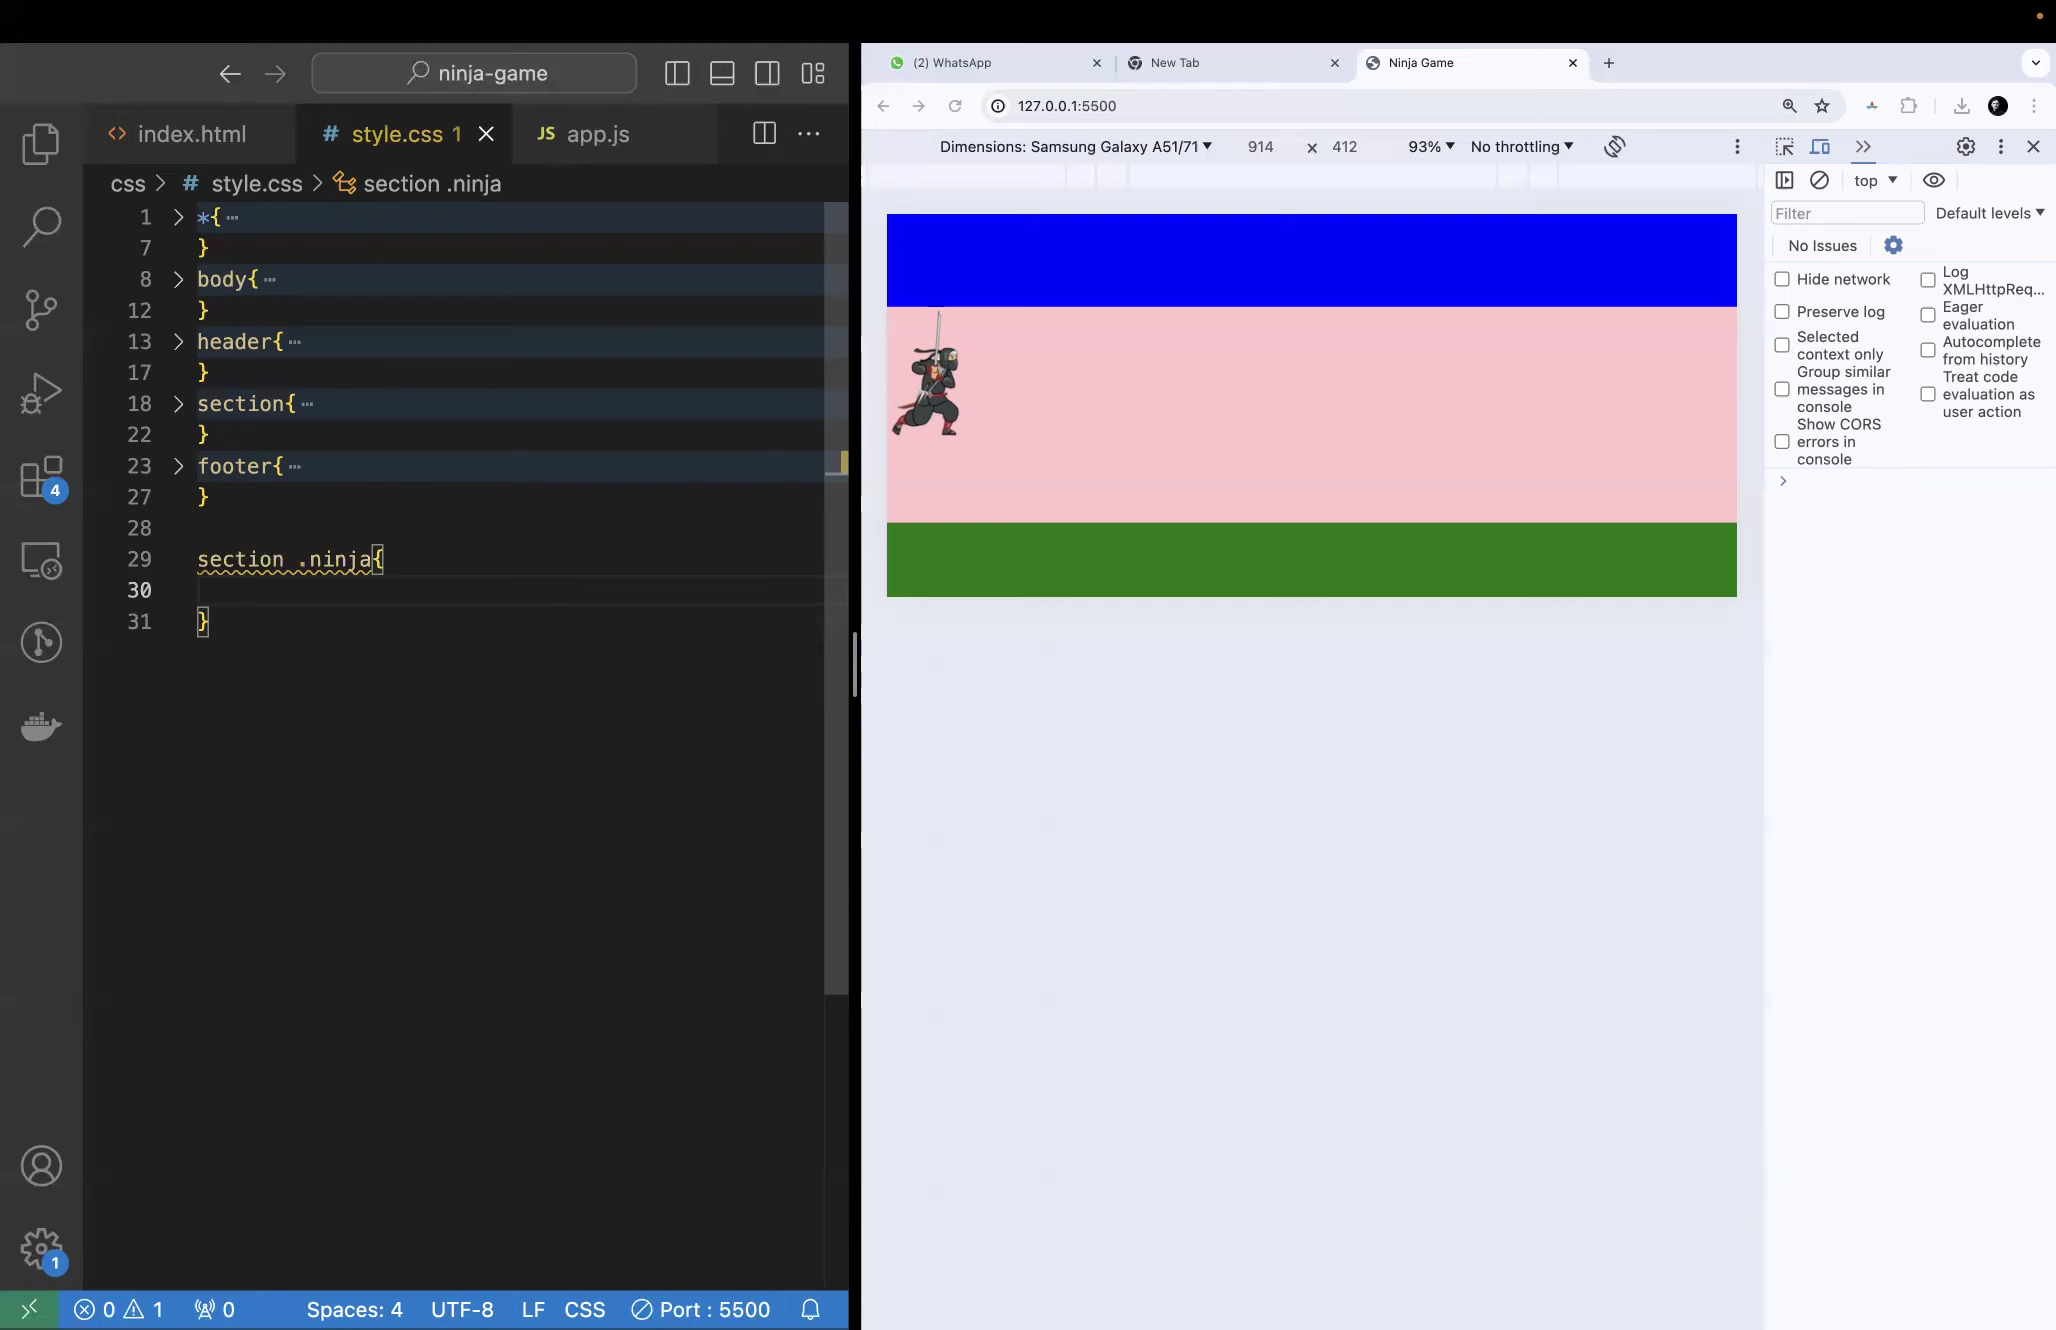 ninja-game
index.html
# style.css 1
JS app.js
css > # style.css > section .ninja
1 > *{ …
7 }
8 > body{ …
12 }
13 > header{ …
17 }
18 > section{ …
22 }
23 > footer{ …
27 }
28
29 section .ninja{
30
31 }
4
1
0 1 0 Spaces: 4 UTF-8 LF CSS Port : 5500
(2) WhatsApp
New Tab
Ninja Game
127.0.0.1:5500
Dimensions: Samsung Galaxy A51/71 ▼ 914 × 412 93% ▼ No throttling ▼
top ▼
Filter
Default levels ▼
No Issues
Hide network
Preserve log
Selected
context only
Group similar
messages in
console
Show CORS
errors in
console
Log
XMLHttpReq...
Eager
evaluation
Autocomplete
from history
Treat code
evaluation as
user action
>